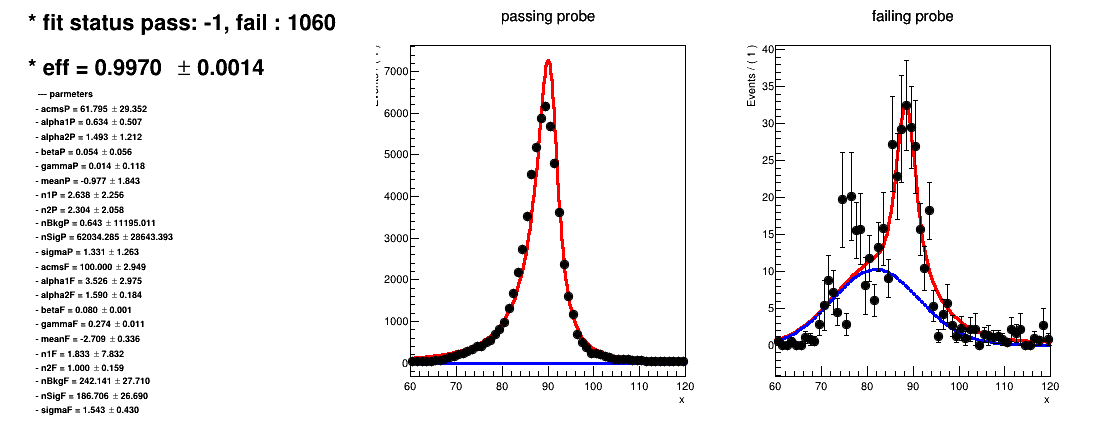 * fit status pass: -1, fail : 1060
* eff = 0.9970 ± 0.0014
--- parmeters
- acmsP = 61.795 ± 29.352
- alpha1P = 0.634 ± 0.507
- alpha2P = 1.493 ± 1.212
- betaP = 0.054 ± 0.056
- gammaP = 0.014 ± 0.118
- meanP = -0.977 ± 1.843
- n1P = 2.638 ± 2.256
- n2P = 2.304 ± 2.058
- nBkgP = 0.643 ± 11195.011
- nSigP = 62034.285 ± 28643.393
- sigmaP = 1.331 ± 1.263
- acmsF = 100.000 ± 2.949
- alpha1F = 3.526 ± 2.975
- alpha2F = 1.590 ± 0.184
- betaF = 0.080 ± 0.001
- gammaF = 0.274 ± 0.011
- meanF = -2.709 ± 0.336
- n1F = 1.833 ± 7.832
- n2F = 1.000 ± 0.159
- nBkgF = 242.141 ± 27.710
- nSigF = 186.706 ± 26.690
- sigmaF = 1.543 ± 0.430
passing probe
7000
6000
5000
4000
3000
2000
1000
0
60 70 80 90 100 110 120
x
failing probe
Events / ( 1 )
40
35
30
25
20
15
10
5
0
60 70 80 90 100 110 120
x